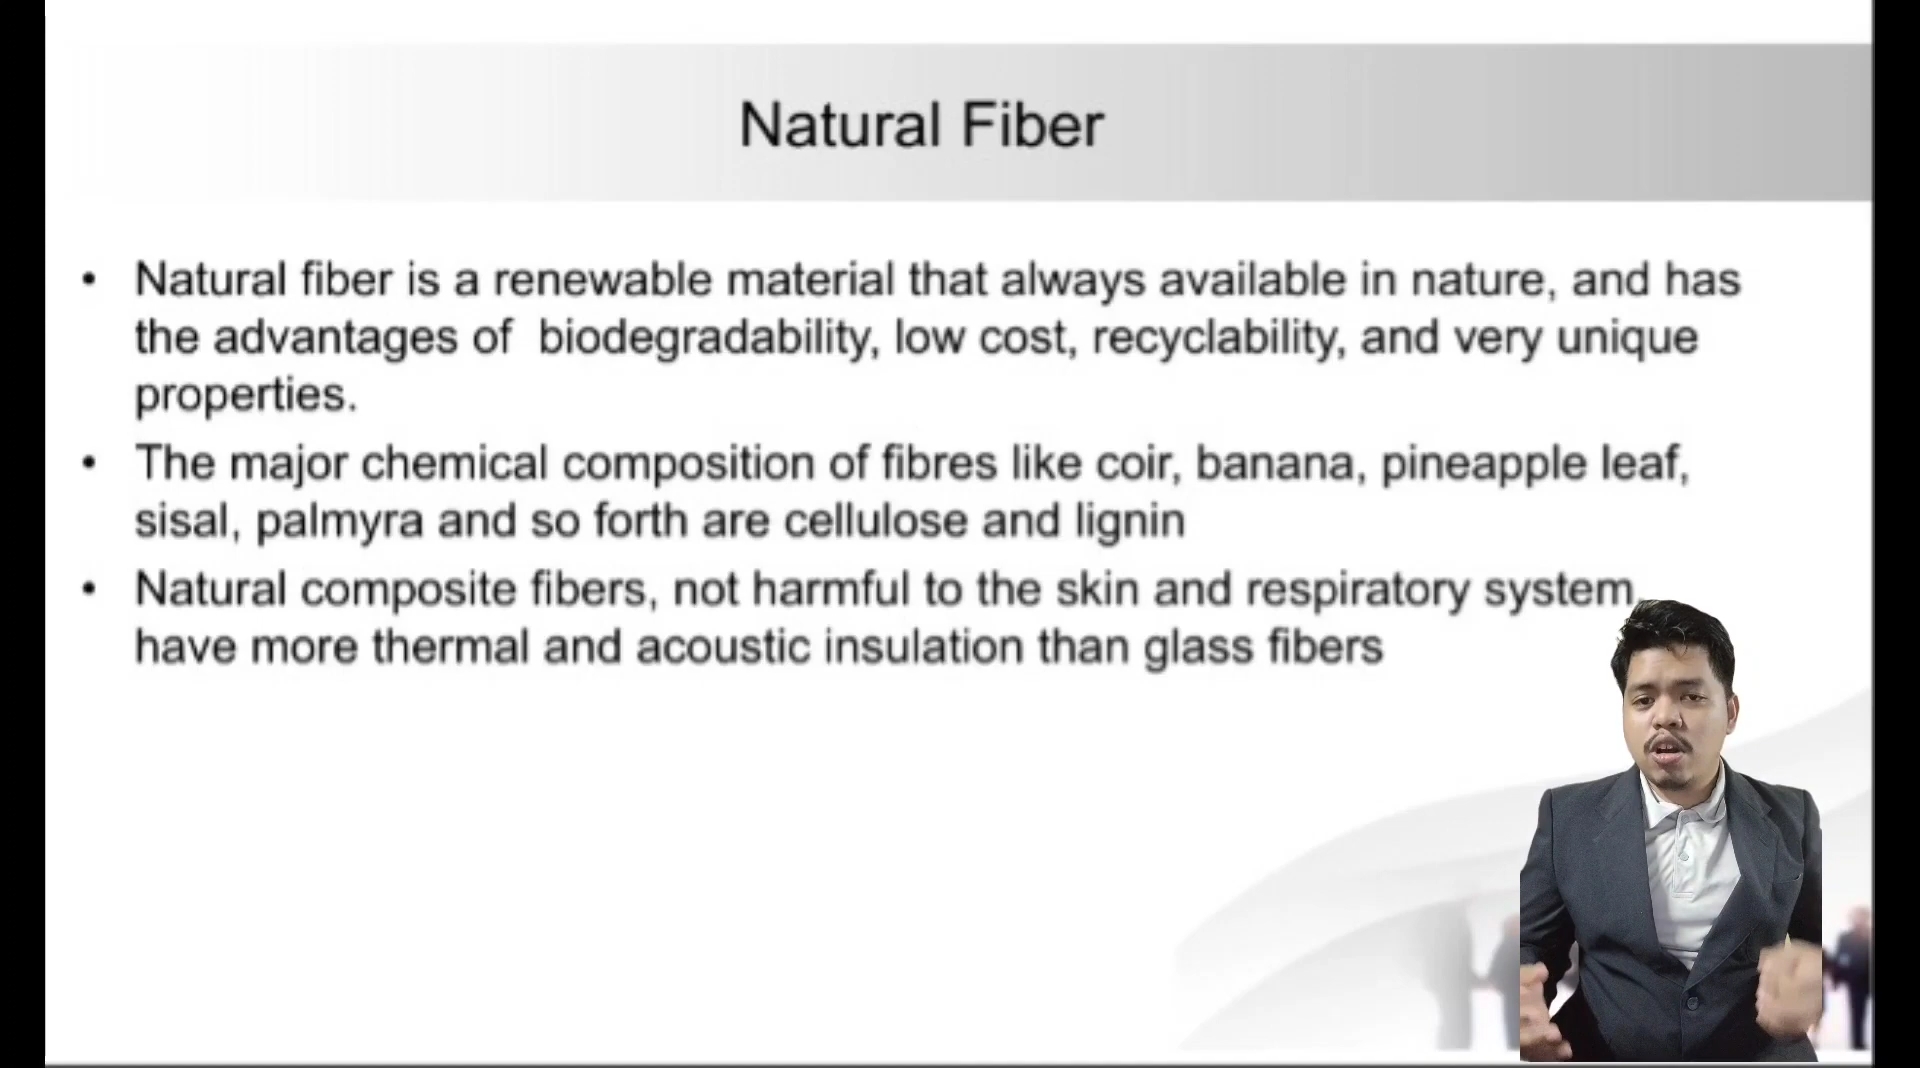 Natural Fiber
• Natural fiber is a renewable material that always available in nature, and has
the advantages of biodegradability, low cost, recyclability, and very unique
properties.
• The major chemical composition of fibres like coir, banana, pineapple leaf,
sisal, palmyra and so forth are cellulose and lignin
• Natural composite fibers, not harmful to the skin and respiratory system,
have more thermal and acoustic insulation than glass fibers